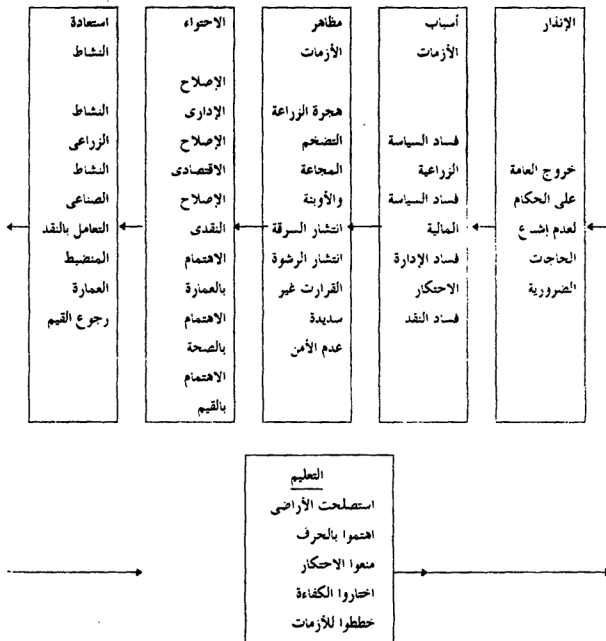 الإنذار
خروج العامة
على الحكام
لعدم إشباع
الحاجات
الضرورية
أسباب
الأزمات
فساد السياسة
الزراعية
فساد السياسة
المالية
فساد الإدارة
الاحتكار
فساد النقد
مظاهر
الأزمات
هجرة الزراعة
التضخم
المجاعة
والأوبئة
انتشار السرقة
انتشار الرشوة
القرارت غير
سديدة
عدم الأمن
الاحتواء
الإصلاح
الإدارى
الإصلاح
الاقتصادى
الإصلاح
النقدى
الاهتمام
بالعمارة
الاهتمام
بالصحة
الاهتمام
بالقيم
استعادة
النشاط
النشاط
الزراعى
النشاط
الصناعى
التعامل بالنقد
المنضبط
العمارة
رجوع القيم
التعليم
استصلحت الأراضى
اهتموا بالحرف
منعوا الاحتكار
اختاروا الكفاءة
خططوا للأزمات